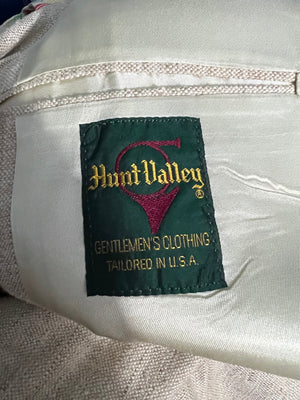 Hunt Valley®
GENTLEMEN'S CLOTHING
TAILORED IN U.S.A.